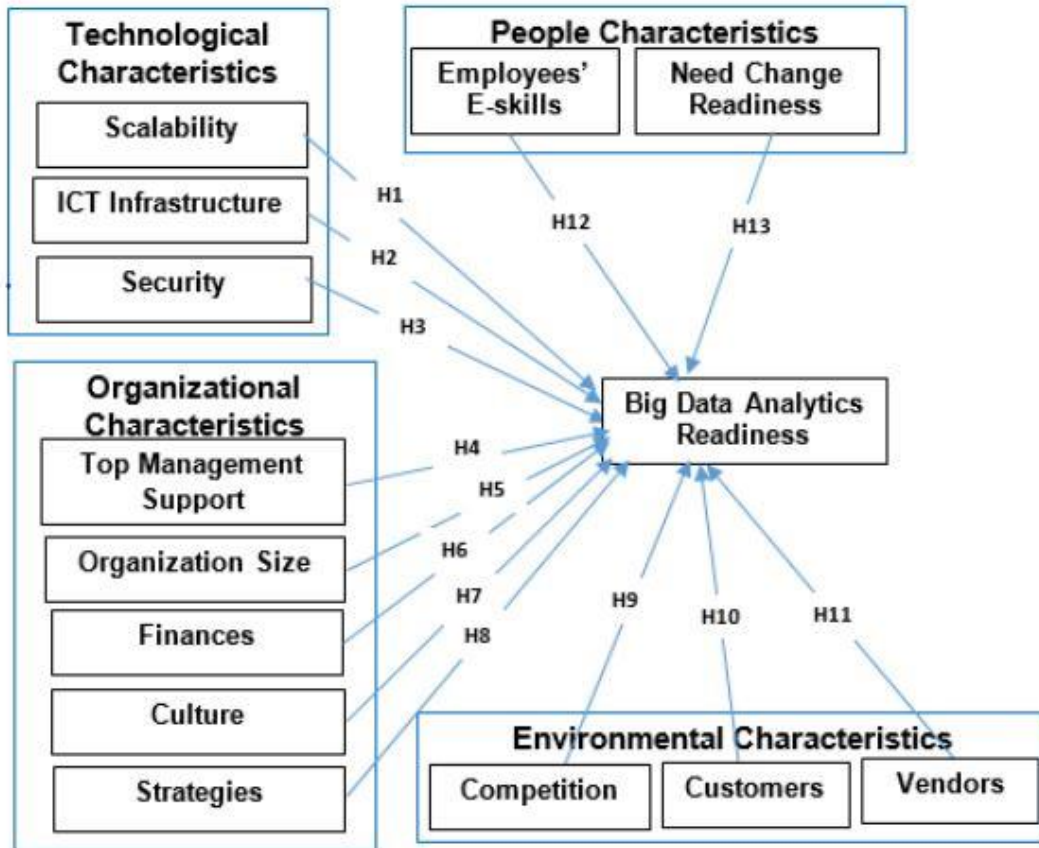 Technological
Characteristics
Scalability
ICT Infrastructure
Security
People Characteristics
Employees’
E-skills
Need Change
Readiness
H1
H2
H3
H12
H13
Organizational
Characteristics
Top Management
Support
Organization Size
Finances
Culture
Strategies
H4
H5
H6
H7
H8
Big Data Analytics
Readiness
H9
H10
H11
Environmental Characteristics
Competition
Customers
Vendors